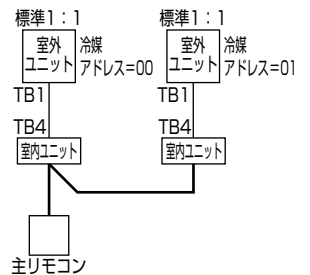 標準1:1
標準1:1
室外
ユニット
冷媒
アドレス=00
室外
ユニット
冷媒
アドレス=01
TB1
TB1
TB4
TB4
室内ユニット
室内ユニット
主リモコン